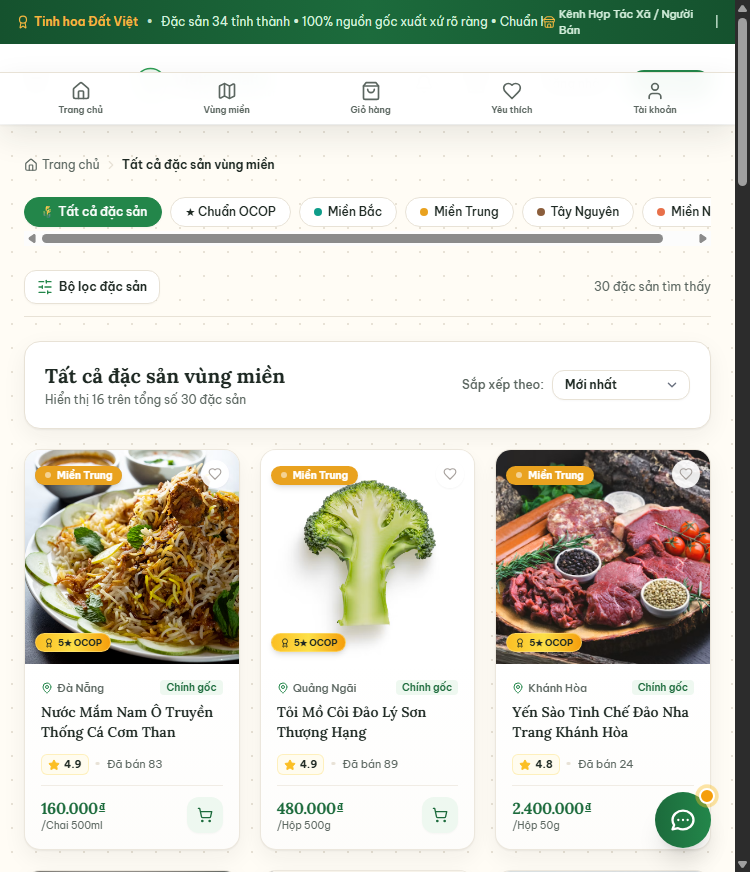 Tinh hoa Đất Việt • Đặc sản 34 tỉnh thành • 100% nguồn gốc xuất xứ rõ ràng • Chuẩn
Kênh Hợp Tác Xã / Người Bán |
Trang chủ
Vùng miền
Giỏ hàng
Yêu thích
Tài khoản
Trang chủ
Tất cả đặc sản vùng miền
Tất cả đặc sản
★ Chuẩn OCOP
Miền Bắc
Miền Trung
Tây Nguyên
Miền N
Bộ lọc đặc sản
30 đặc sản tìm thấy
Tất cả đặc sản vùng miền
Hiển thị 16 trên tổng số 30 đặc sản
Sắp xếp theo:
Mới nhất
Miền Trung
5★ OCOP
Đà Nẵng
Chính gốc
Nước Mắm Nam Ô Truyền
Thống Cá Cơm Than
4.9 • Đã bán 83
160.000₫
/Chai 500ml
Miền Trung
5★ OCOP
Quảng Ngãi
Chính gốc
Tỏi Mồ Côi Đảo Lý Sơn
Thượng Hạng
4.9 • Đã bán 89
480.000₫
/Hộp 500g
Miền Trung
5★ OCOP
Khánh Hòa
Chính gốc
Yến Sào Tinh Chế Đảo Nha
Trang Khánh Hòa
4.8 • Đã bán 24
2.400.000₫
/Hộp 50g